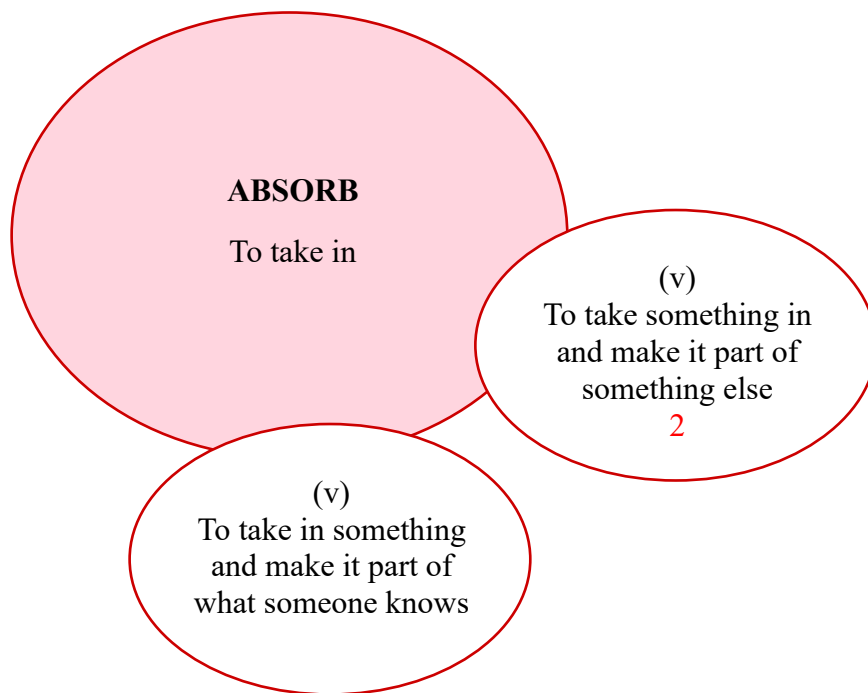 ABSORB
To take in
(v)
To take something in
and make it part of
something else
2
(v)
To take in something
and make it part of
what someone knows